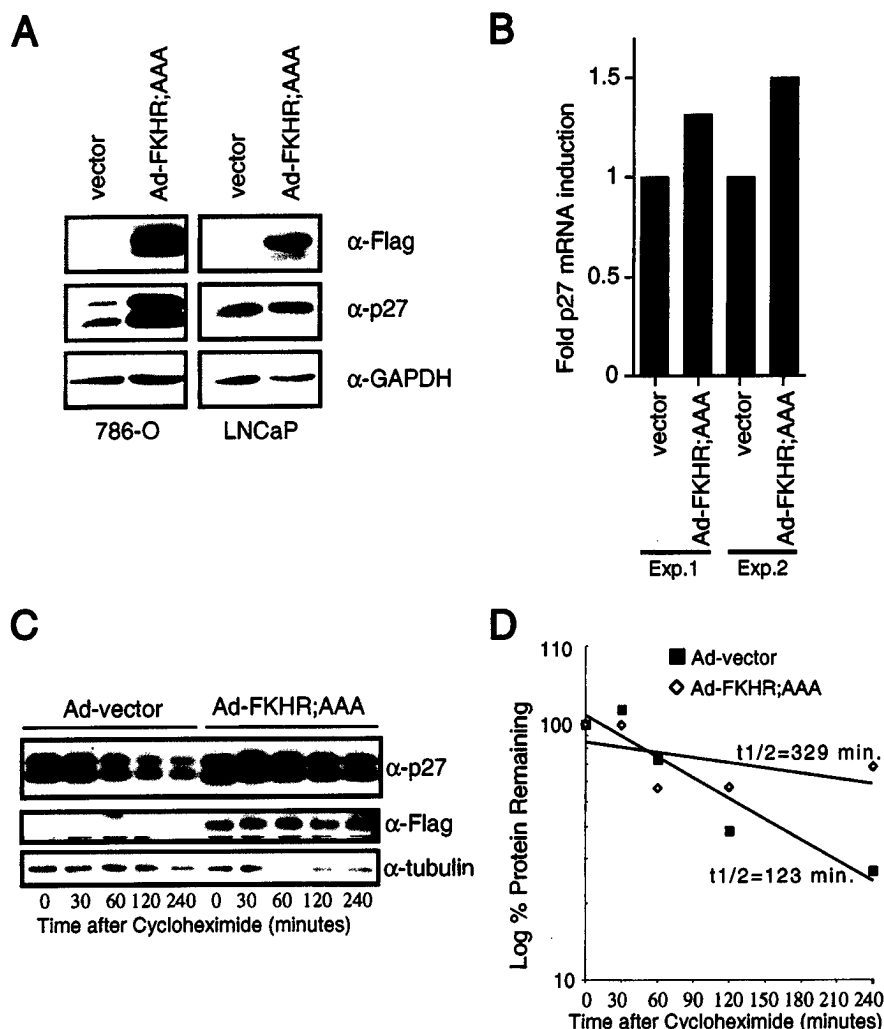 A
vector
Ad-FKHR;AAA
vector
Ad-FKHR;AAA
α-Flag
α-p27
α-GAPDH
786-O
LNCaP
B
Fold p27 mRNA induction
1.5
1
0.5
0
vector
Ad-FKHR;AAA
vector
Ad-FKHR;AAA
Exp.1
Exp.2
C
Ad-vector
Ad-FKHR;AAA
α-p27
α-Flag
α-tubulin
0 30 60 120 240 0 30 60 120 240
Time after Cycloheximide (minutes)
D
Log % Protein Remaining
110
100
10
Ad-vector
Ad-FKHR;AAA
t1/2=329 min.
t1/2=123 min.
0 30 60 90 120 150 180 210 240
Time after Cycloheximide (minutes)